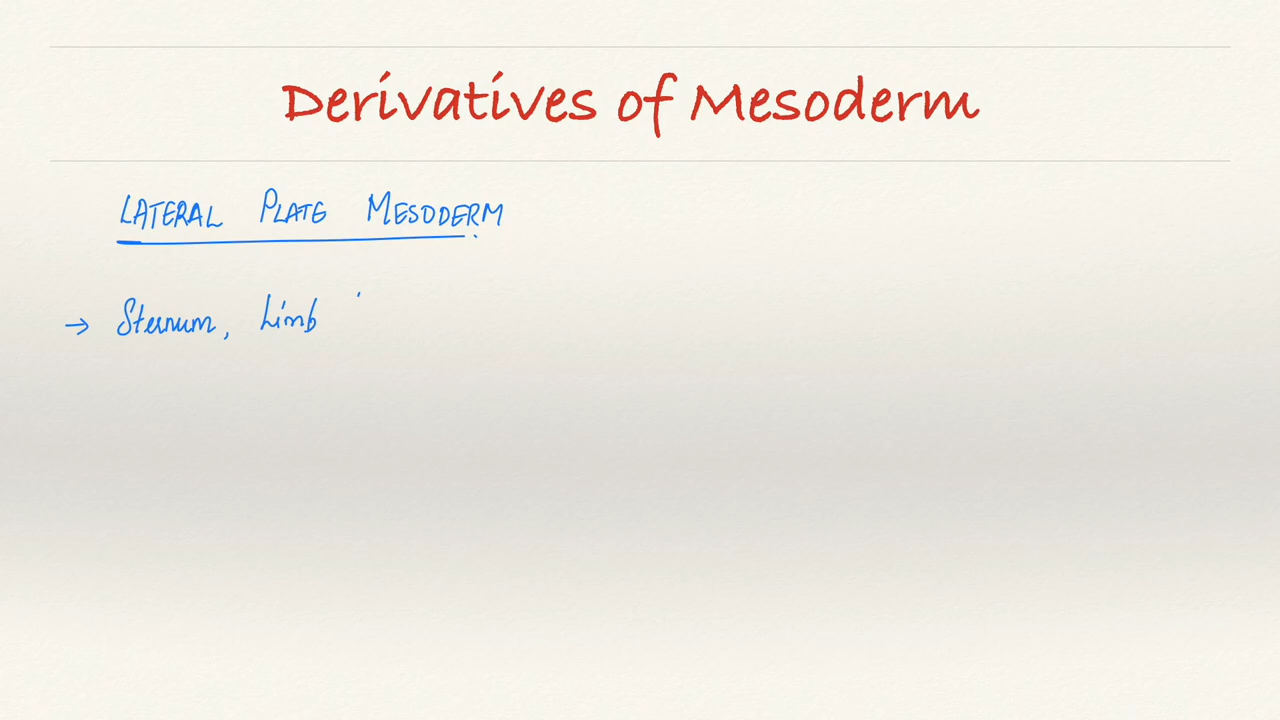 Derivatives of Mesoderm
LATERAL PLATE MESODERM
→ Sternum, Limb